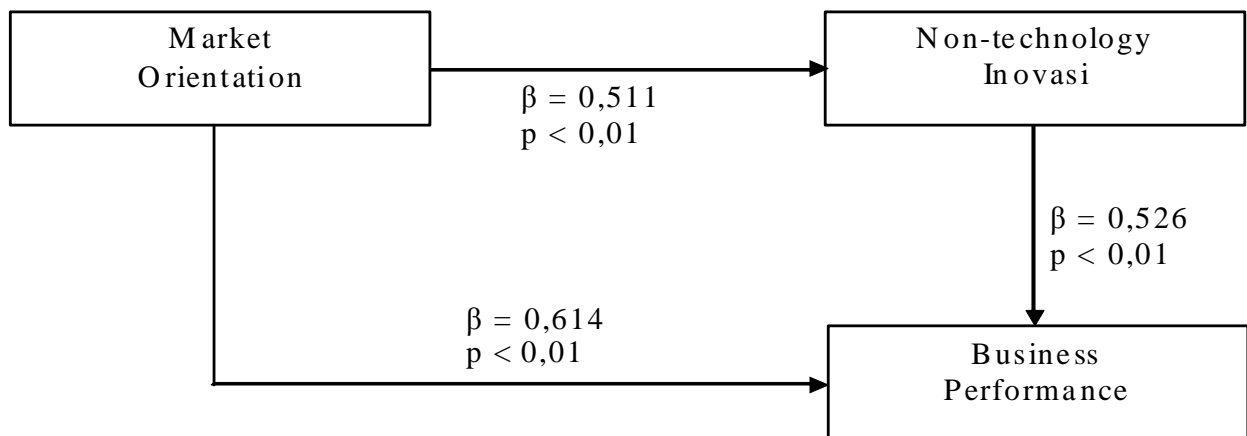 Market
Orientation
Non-technology
Inovasi
β = 0,511
p < 0,01
β = 0,526
p < 0,01
β = 0,614
p < 0,01
Business
Performance